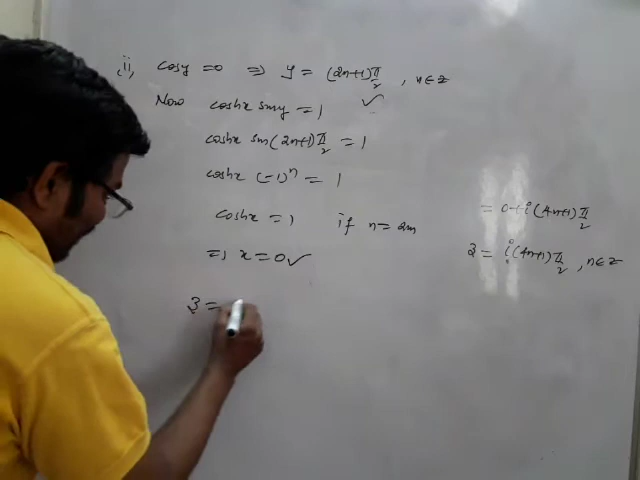 ii, cosy = 0 ⇒ y = (2n+1)π/2 , n∈z
Now coshx siny = 1 ✓
coshx sin(2n+1)π/2 = 1
coshx (-1)ⁿ = 1
coshx = 1 if n = 2m
⇒ x = 0 ✓
z =
= 0+i(4n+1)π/2
z = i(4n+1)π/2 , n∈z